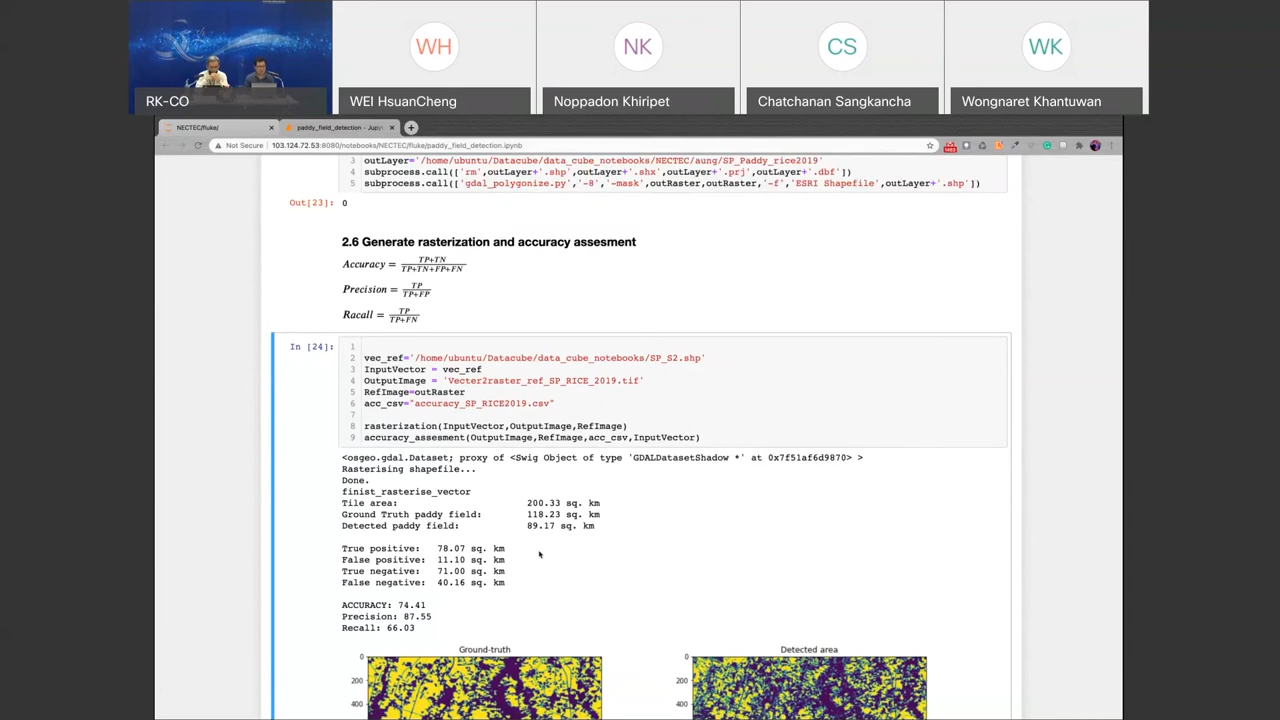 WH
NK
CS
WK
RK-CO
WEI HsuanCheng
Noppadon Khiripet
Chatchanan Sangkancha
Wongnaret Khantuwan
NECTEC/fluke/
paddy_field_detection - Jupy
Not Secure
103.124.72.53:8080/notebooks/NECTEC/fluke/paddy_field_detection.ipynb
3 outLayer='/home/ubuntu/Datacube/data_cube_notebooks/NECTEC/aung/SP_Paddy_rice2019'
4 subprocess.call(['rm',outLayer+'.shp',outLayer+'.shx',outLayer+'.prj',outLayer+'.dbf'])
5 subprocess.call(['gdal_polygonize.py','-8','-mask',outRaster,outRaster,'-f','ESRI Shapefile',outLayer+'.shp'])
Out[23]: 0
2.6 Generate rasterization and accuracy assesment
Accuracy = TP+TN
TP+TN+FP+FN
Precision = TP
TP+FP
Racall = TP
TP+FN
In [24]: 1
2 vec_ref='/home/ubuntu/Datacube/data_cube_notebooks/SP_S2.shp'
3 InputVector = vec_ref
4 OutputImage = 'Vecter2raster_ref_SP_RICE_2019.tif'
5 RefImage=outRaster
6 acc_csv="accuracy_SP_RICE2019.csv"
7
8 rasterization(InputVector,OutputImage,RefImage)
9 accuracy_assesment(OutputImage,RefImage,acc_csv,InputVector)
<osgeo.gdal.Dataset; proxy of <Swig Object of type 'GDALDatasetShadow *' at 0x7f51af6d9870> >
Rasterising shapefile...
Done.
finist_rasterise_vector
Tile area: 200.33 sq. km
Ground Truth paddy field: 118.23 sq. km
Detected paddy field: 89.17 sq. km
True positive: 78.07 sq. km
False positive: 11.10 sq. km
True negative: 71.00 sq. km
False negative: 40.16 sq. km
ACCURACY: 74.41
Precision: 87.55
Recall: 66.03
Ground-truth
Detected area
0
200
400
0
200
400